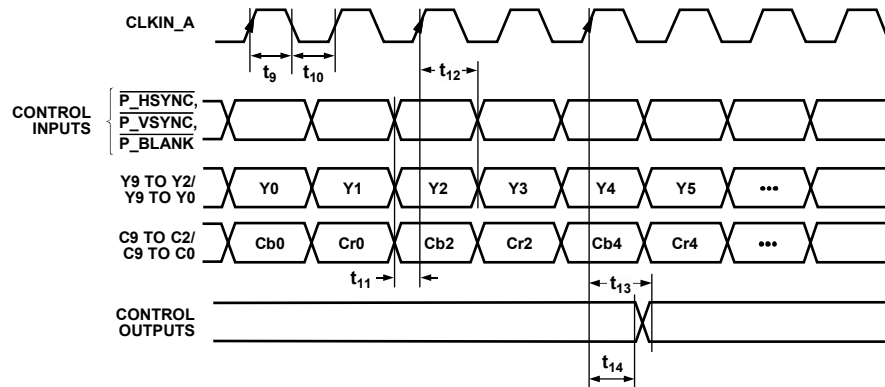 CLKIN_A
t9
t10
t12
CONTROL
INPUTS
P_HSYNC,
P_VSYNC,
P_BLANK
Y9 TO Y2/
Y9 TO Y0
Y0
Y1
Y2
Y3
Y4
Y5
•••
C9 TO C2/
C9 TO C0
Cb0
Cr0
Cb2
Cr2
Cb4
Cr4
•••
t11
t13
CONTROL
OUTPUTS
t14